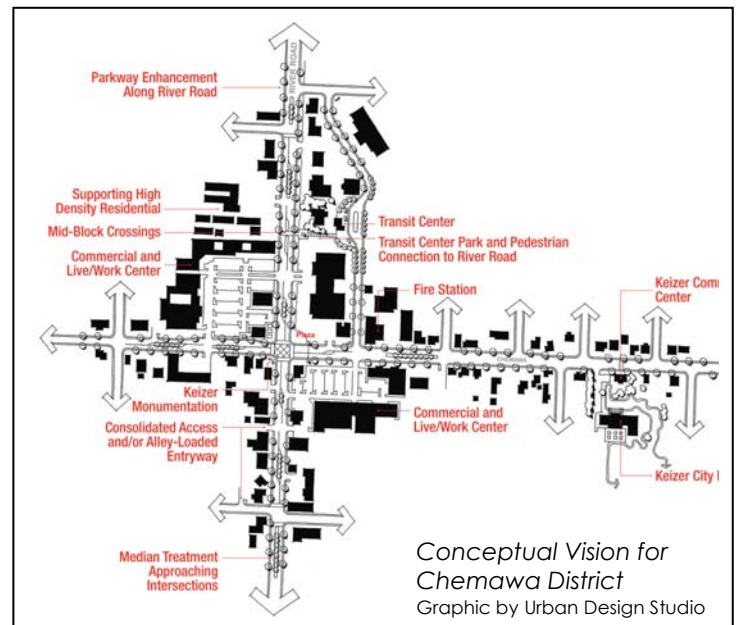 RIVER ROAD
Parkway Enhancement
Along River Road
Supporting High
Density Residential
Mid-Block Crossings
Commercial and
Live/Work Center
Transit Center
Transit Center Park and Pedestrian
Connection to River Road
Fire Station
Keizer Com
Center
Plaza
Keizer
Monumentation
Consolidated Access
and/or Alley-Loaded
Entryway
Commercial and
Live/Work Center
Keizer City
Median Treatment
Approaching
Intersections
Conceptual Vision for
Chemawa District
Graphic by Urban Design Studio